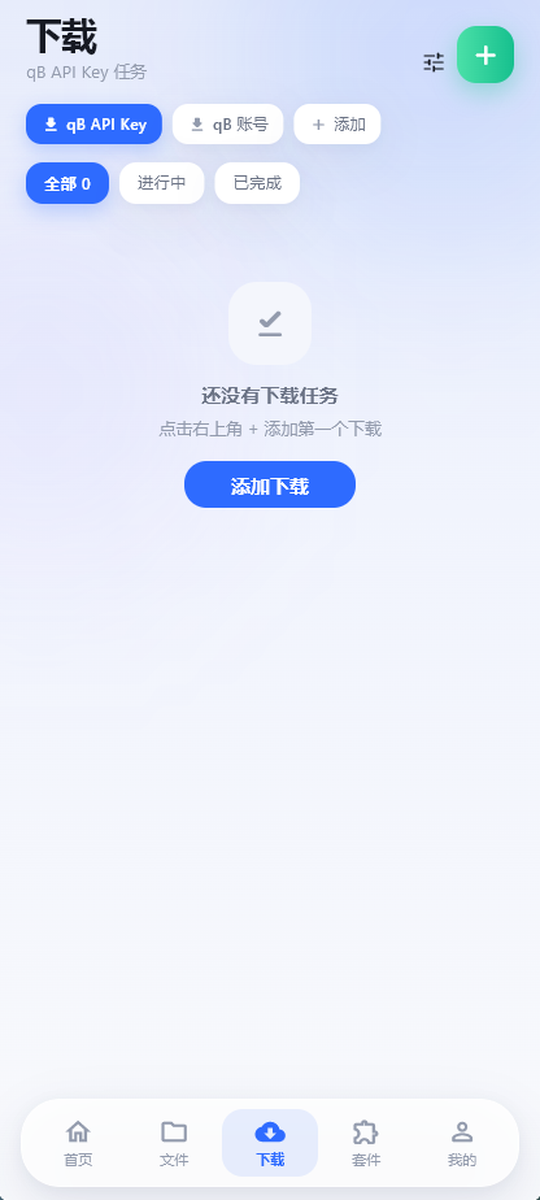 下载
qB API Key 任务
qB API Key
qB 账号
添加
全部 0
进行中
已完成
还没有下载任务
点击右上角 + 添加第一个下载
添加下载
首页
文件
下载
套件
我的